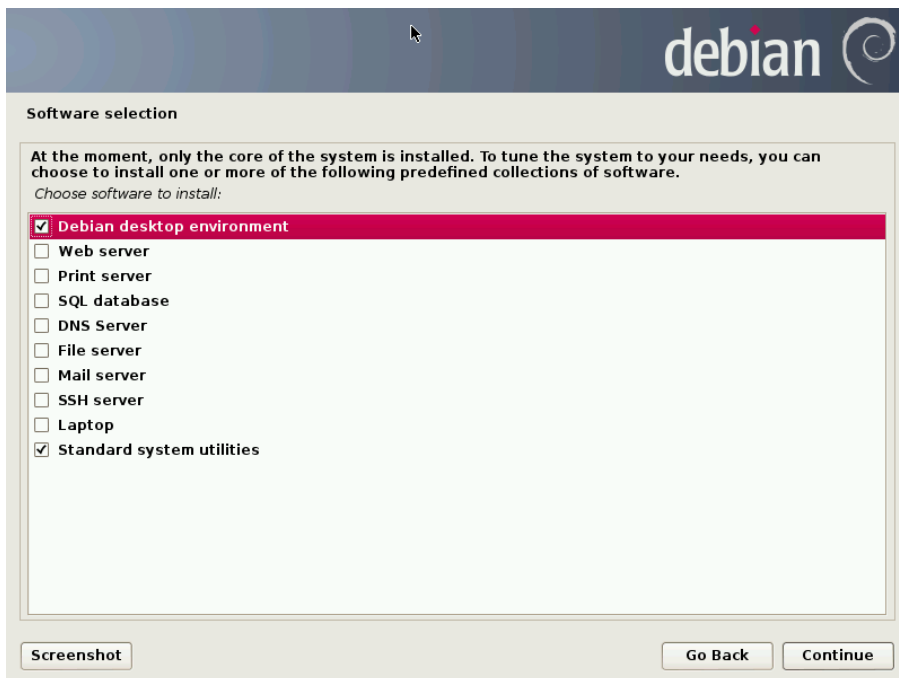 debian
Software selection
At the moment, only the core of the system is installed. To tune the system to your needs, you can
choose to install one or more of the following predefined collections of software.
Choose software to install:
Debian desktop environment
Web server
Print server
SQL database
DNS Server
File server
Mail server
SSH server
Laptop
Standard system utilities
Screenshot
Go Back
Continue